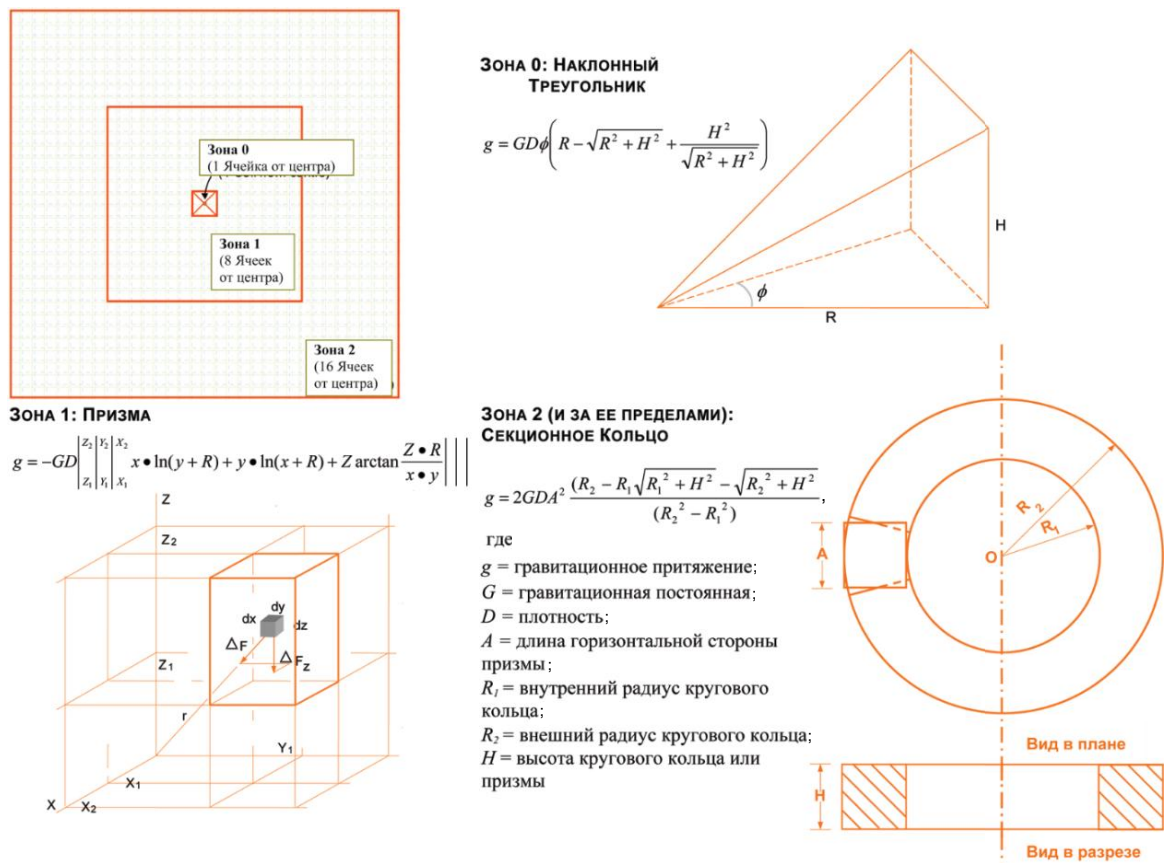 Зона 0
(1 Ячейка от центра)
Зона 1
(8 Ячеек
от центра)
Зона 2
(16 Ячеек
от центра)
ЗОНА 0: НАКЛОННЫЙ
ТРЕУГОЛЬНИК
g = GDϕ(R − √(R² + H²) + H²/√(R² + H²))
H
ϕ
R
ЗОНА 1: ПРИЗМА
g = −GD|Z₂ Z₁|Y₂ Y₁|X₂ X₁ x • ln(y + R) + y • ln(x + R) + Z arctan (Z • R)/(x • y)| | |
Z
Z₂
dy
dx
dz
△F
△Fz
Z₁
r
Y₁
X₁
X
X₂
ЗОНА 2 (И ЗА ЕЕ ПРЕДЕЛАМИ):
СЕКЦИОННОЕ КОЛЬЦО
g = 2GDA² (R₂ − R₁√(R₁² + H²) − √(R₂² + H²))/(R₂² − R₁²),
где
g = гравитационное притяжение;
G = гравитационная постоянная;
D = плотность;
A = длина горизонтальной стороны
призмы;
R₁ = внутренний радиус кругового
кольца;
R₂ = внешний радиус кругового кольца;
H = высота кругового кольца или
призмы
R₂
R₁
A
O
Вид в плане
H
Вид в разрезе